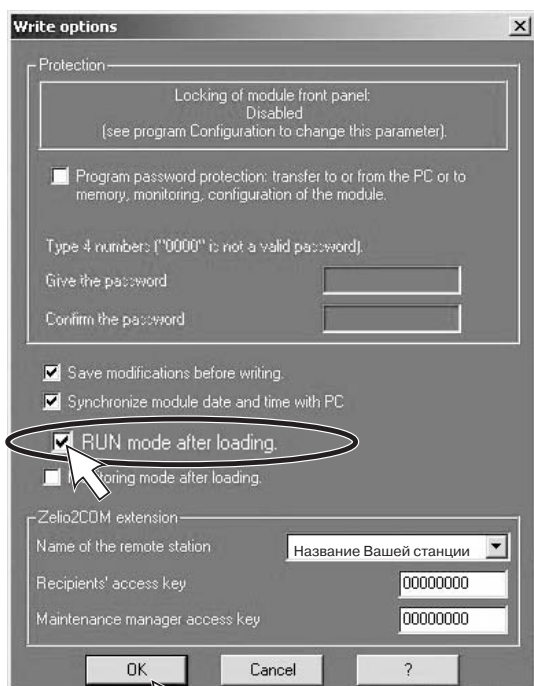 Write options
Protection
Locking of module front panel:
Disabled
(see program Configuration to change this parameter).
Program password protection: transfer to or from the PC or to
memory, monitoring, configuration of the module.
Type 4 numbers ("0000" is not a valid password).
Give the password
Confirm the password
Save modifications before writing.
Synchronize module date and time with PC
RUN mode after loading.
toring mode after loading.
Zelio2COM extension
Name of the remote station Название Вашей станции
Recipients' access key 00000000
Maintenance manager access key 00000000
OK Cancel ?